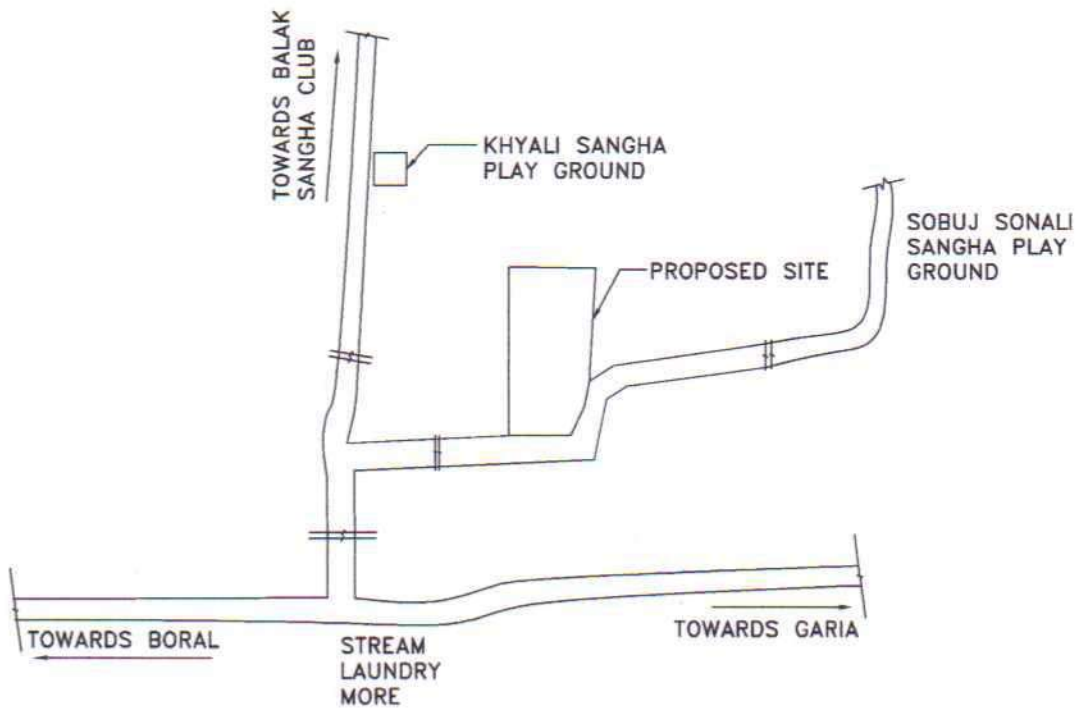 TOWARDS BALAK
SANGHA CLUB
KHYALI SANGHA
PLAY GROUND
SOBUJ SONALI
SANGHA PLAY
GROUND
PROPOSED SITE
TOWARDS BORAL
STREAM
LAUNDRY
MORE
TOWARDS GARIA